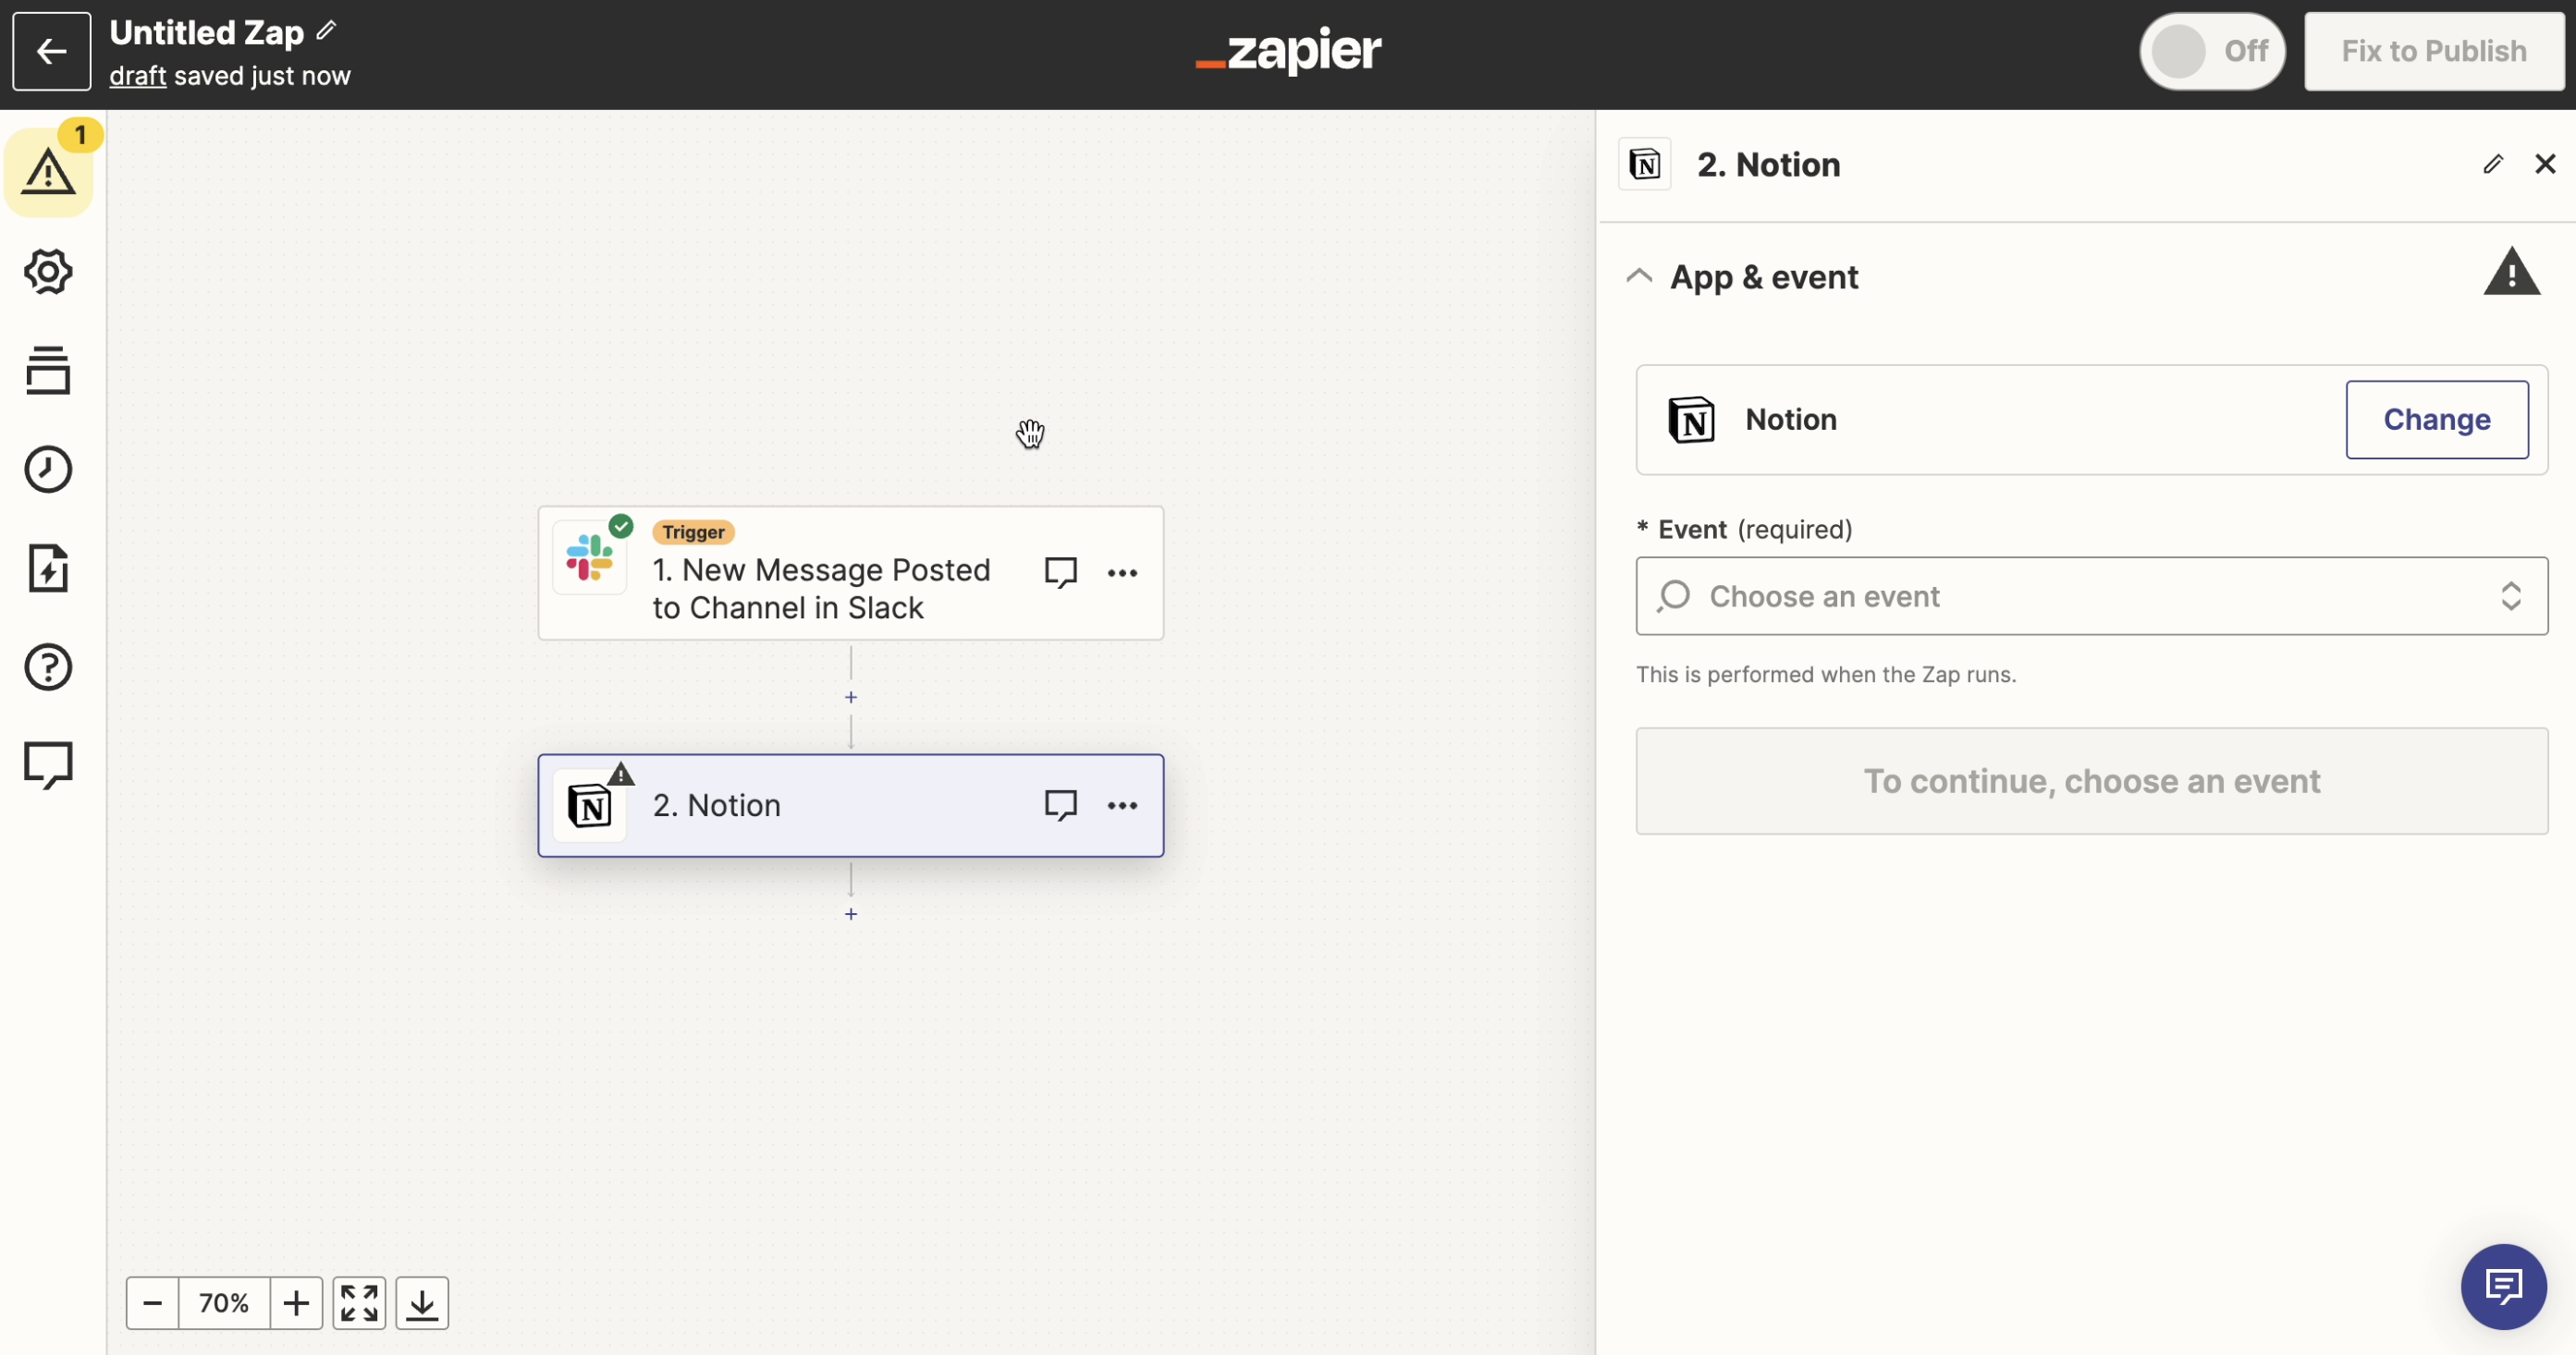 Untitled Zap
draft saved just now
zapier
Off
Fix to Publish
1
2. Notion
App & event
Notion
Change
* Event (required)
Choose an event
This is performed when the Zap runs.
To continue, choose an event
Trigger
1. New Message Posted
to Channel in Slack
2. Notion
70%